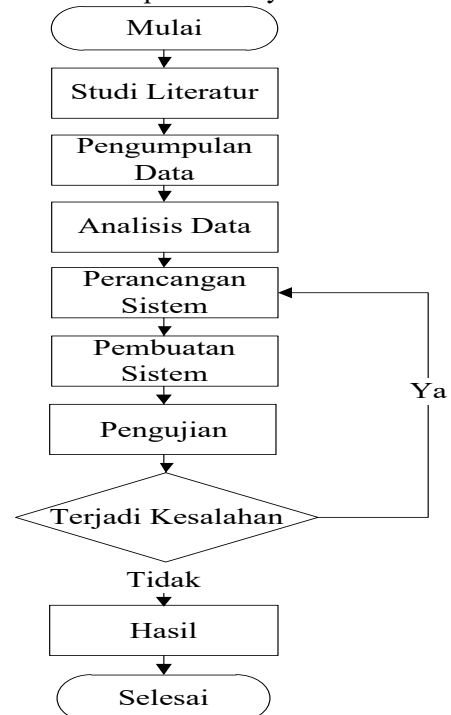 Mulai
Studi Literatur
Pengumpulan
Data
Analisis Data
Perancangan
Sistem
Pembuatan
Sistem
Ya
Pengujian
Terjadi Kesalahan
Tidak
Hasil
Selesai